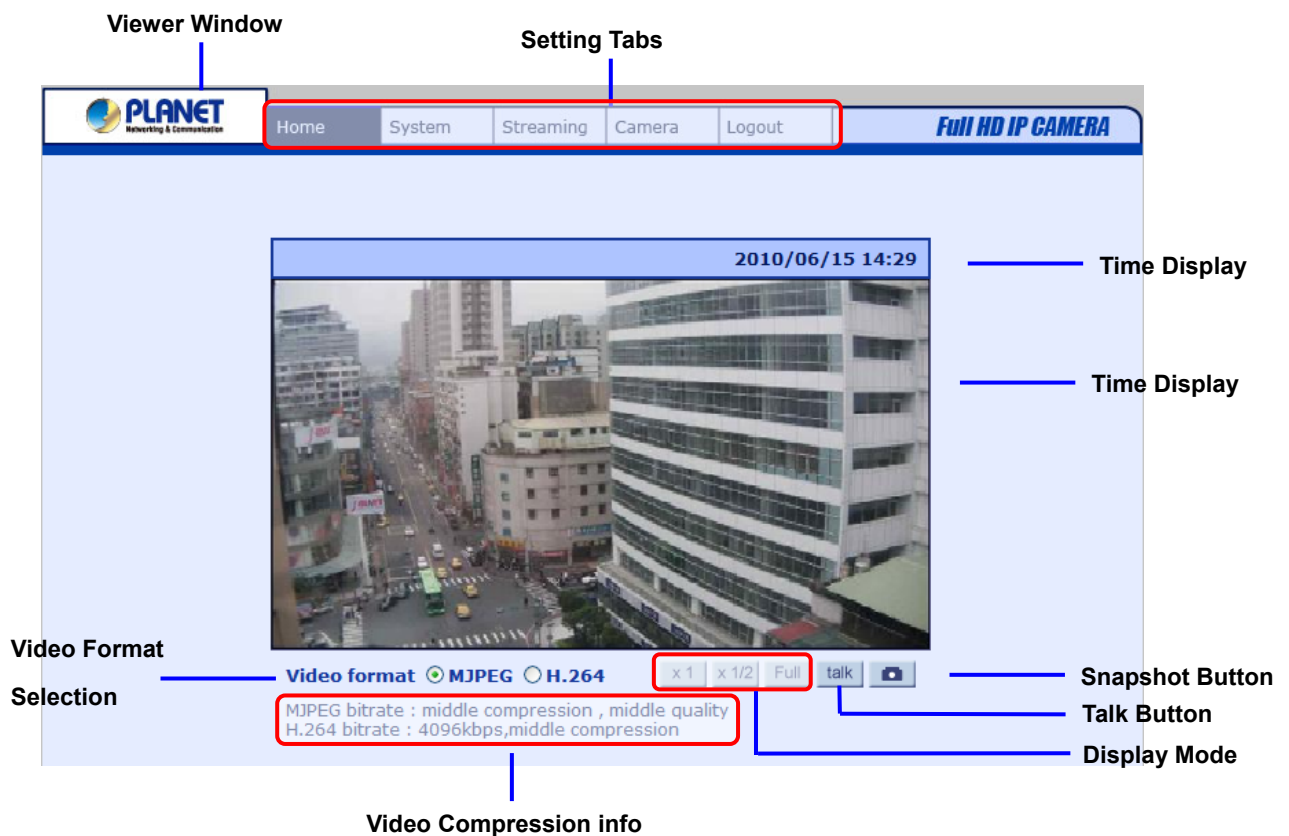 Viewer Window
Setting Tabs
PLANET
Networking & Communication
Home System Streaming Camera Logout
Full HD IP CAMERA
2010/06/15 14:29
Time Display
Time Display
Video Format
Selection
Video format MJPEG H.264
x 1 x 1/2 Full talk
Snapshot Button
MJPEG bitrate : middle compression , middle quality
H.264 bitrate : 4096kbps,middle compression
Talk Button
Display Mode
Video Compression info